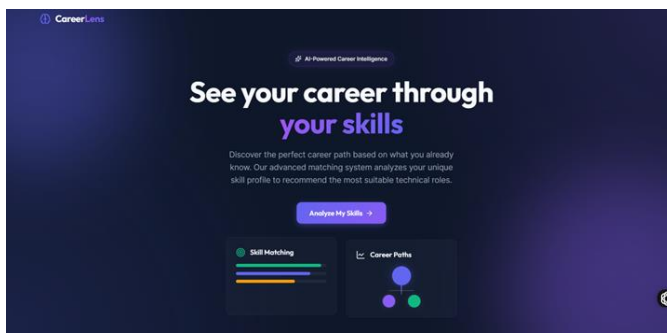 CareerLens
AI-Powered Career Intelligence
See your career through
your skills
Discover the perfect career path based on what you already
know. Our advanced matching system analyzes your unique
skill profile to recommend the most suitable technical roles.
Analyze My Skills →
Skill Matching
Career Paths